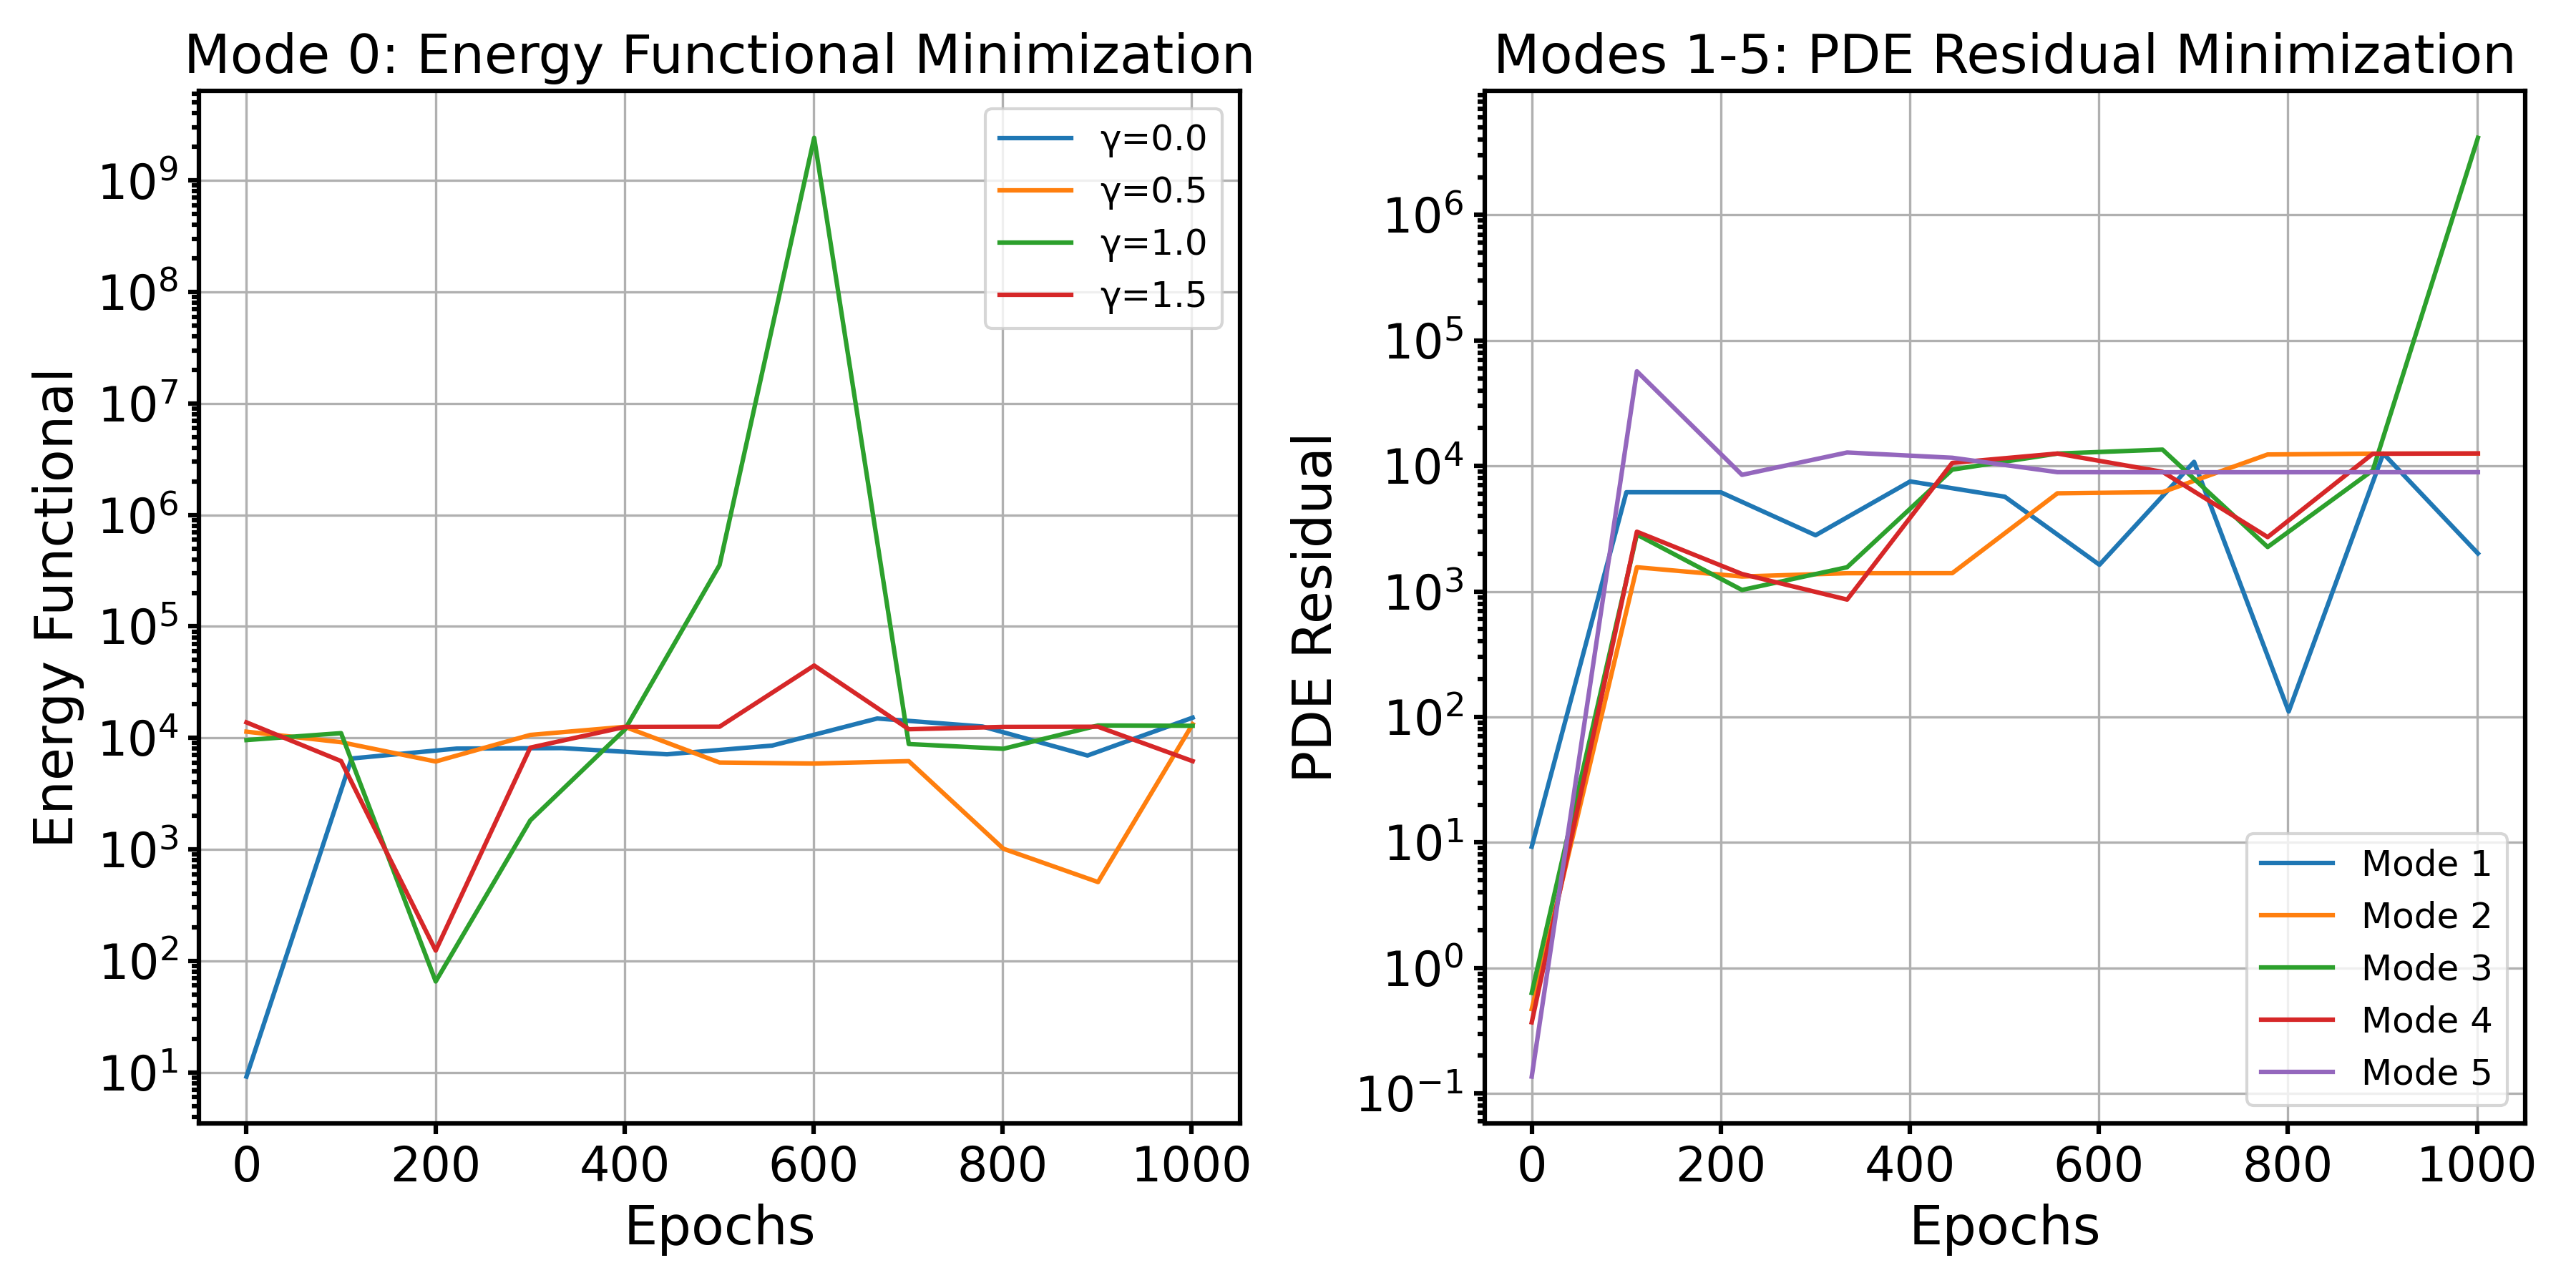 Mode 0: Energy Functional Minimization
Energy Functional
10⁹
10⁸
10⁷
10⁶
10⁵
10⁴
10³
10²
10¹
0 200 400 600 800 1000
Epochs
γ=0.0
γ=0.5
γ=1.0
γ=1.5
Modes 1-5: PDE Residual Minimization
PDE Residual
10⁶
10⁵
10⁴
10³
10²
10¹
10⁰
10⁻¹
0 200 400 600 800 1000
Epochs
Mode 1
Mode 2
Mode 3
Mode 4
Mode 5